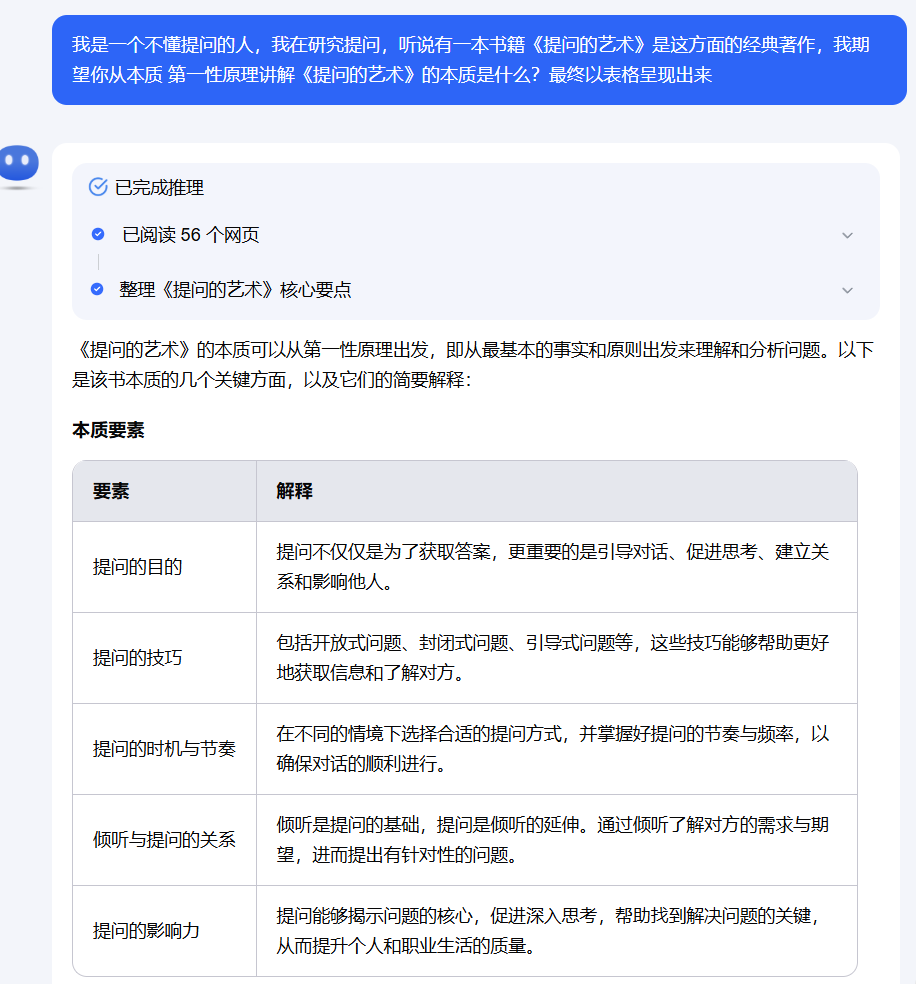 我是一个不懂提问的人，我在研究提问，听说有一本书籍《提问的艺术》是这方面的经典著作，我期
望你从本质 第一性原理讲解《提问的艺术》的本质是什么？最终以表格呈现出来
已完成推理
已阅读 56 个网页
整理《提问的艺术》核心要点
《提问的艺术》的本质可以从第一性原理出发，即从最基本的事实和原则出发来理解和分析问题。以下
是该书本质的几个关键方面，以及它们的简要解释：
本质要素
要素
解释
提问的目的
提问不仅仅是为了获取答案，更重要的是引导对话、促进思考、建立关
系和影响他人。
提问的技巧
包括开放式问题、封闭式问题、引导式问题等，这些技巧能够帮助更好
地获取信息和了解对方。
提问的时机与节奏
在不同的情境下选择合适的提问方式，并掌握好提问的节奏与频率，以
确保对话的顺利进行。
倾听与提问的关系
倾听是提问的基础，提问是倾听的延伸。通过倾听了解对方的需求与期
望，进而提出有针对性的问题。
提问的影响力
提问能够揭示问题的核心，促进深入思考，帮助找到解决问题的关键，
从而提升个人和职业生活的质量。